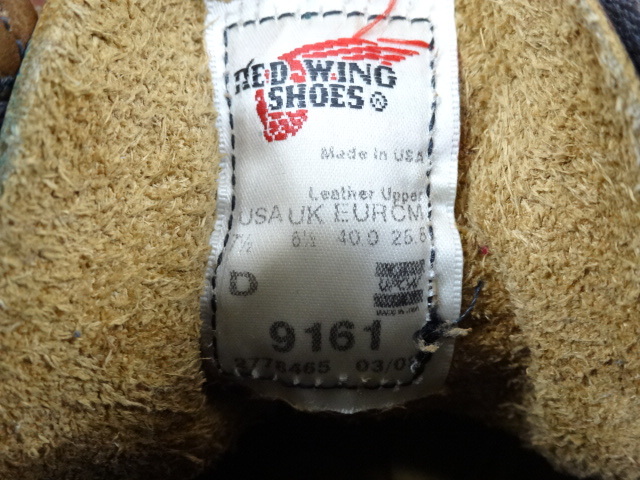 RED WING
SHOES®
Made in USA
Leather Upper
USA UK EUR CM
7½ 6½ 40 0 25.5
D
9161
3778465 03/0